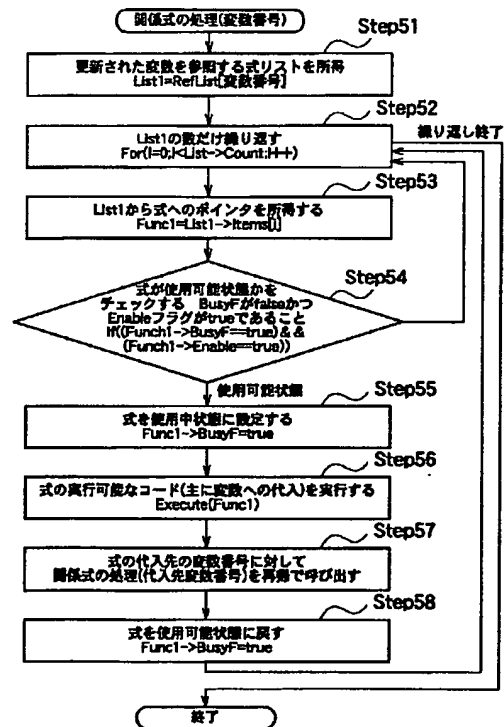 関係式の処理(変数番号)
Step51
更新された変数を参照する式リストを所得
List1=RefList[変数番号]
Step52
繰り返し終了
List1の数だけ繰り返す
For(i=0;i<List->Count;i++)
Step53
List1から式へのポインタを所得する
Func1=List1->Items[i]
Step54
式が使用可能状態かを
チェックする BusyFがfalseかつ
Enableフラグがtrueであること
If((Funch1->BusyF==true)&&
(Funch1->Enable==true))
使用可能状態
Step55
式を使用中状態に設定する
Func1->BusyF=true
Step56
式の実行可能なコード(主に変数への代入)を実行する
Execute(Func1)
Step57
式の代入先の変数番号に対して
関係式の処理(代入先変数番号)を再帰で呼び出す
Step58
式を使用可能状態に戻す
Func1->BusyF=true
終了